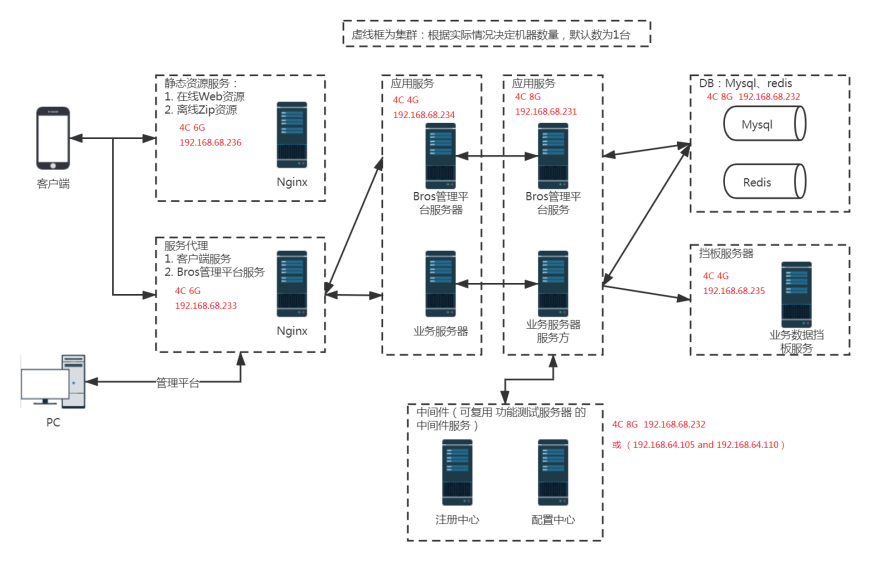 虚线框为集群：根据实际情况决定机器数量，默认数为1台
静态资源服务：
1. 在线Web资源
2. 离线Zip资源
4C 6G
192.168.68.236
Nginx
客户端
服务代理
1. 客户端服务
2. Bros管理平台服务
4C 6G
192.168.68.233
Nginx
管理平台
PC
应用服务
4C 4G
192.168.68.234
Bros管理平
台服务器
业务服务器
应用服务
4C 8G
192.168.68.231
Bros管理平
台服务
业务服务器
服务方
DB：Mysql、redis
4C 8G 192.168.68.232
Mysql
Redis
挡板服务器
4C 4G
192.168.68.235
业务数据挡
板服务
中间件（可复用 功能测试服务器 的
中间件服务）
注册中心
配置中心
4C 8G 192.168.68.232
或 （192.168.64.105 and 192.168.64.110）